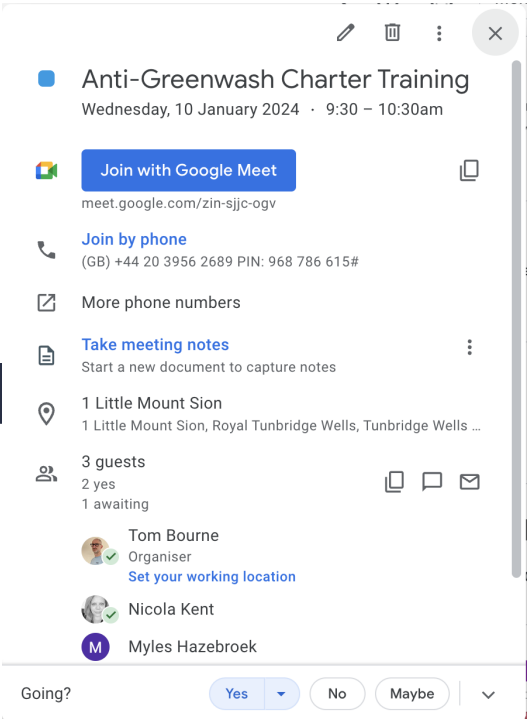 Anti-Greenwash Charter Training
Wednesday, 10 January 2024 · 9:30 – 10:30am
Join with Google Meet
meet.google.com/zin-sjjc-ogv
Join by phone
(GB) +44 20 3956 2689 PIN: 968 786 615#
More phone numbers
Take meeting notes
Start a new document to capture notes
1 Little Mount Sion
1 Little Mount Sion, Royal Tunbridge Wells, Tunbridge Wells ...
3 guests
2 yes
1 awaiting
Tom Bourne
Organiser
Set your working location
Nicola Kent
M Myles Hazebroek
Going? Yes No Maybe